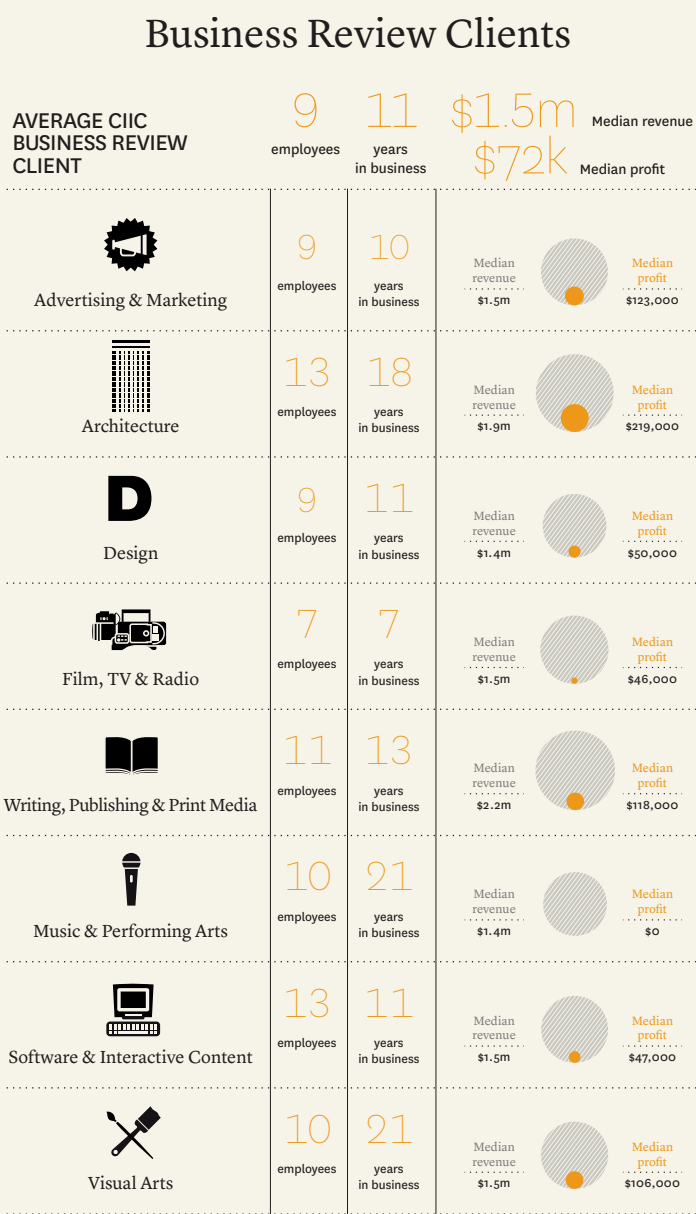 Business Review Clients
AVERAGE CIIC
BUSINESS REVIEW
CLIENT
9
employees
11
years
in business
$1.5m Median revenue
$72k Median profit
Advertising & Marketing
9
employees
10
years
in business
Median
revenue
$1.5m
Median
profit
$123,000
Architecture
13
employees
18
years
in business
Median
revenue
$1.9m
Median
profit
$219,000
D
Design
9
employees
11
years
in business
Median
revenue
$1.4m
Median
profit
$50,000
Film, TV & Radio
7
employees
7
years
in business
Median
revenue
$1.5m
Median
profit
$46,000
Writing, Publishing & Print Media
11
employees
13
years
in business
Median
revenue
$2.2m
Median
profit
$118,000
Music & Performing Arts
10
employees
21
years
in business
Median
revenue
$1.4m
Median
profit
$0
Software & Interactive Content
13
employees
11
years
in business
Median
revenue
$1.5m
Median
profit
$47,000
Visual Arts
10
employees
21
years
in business
Median
revenue
$1.5m
Median
profit
$106,000